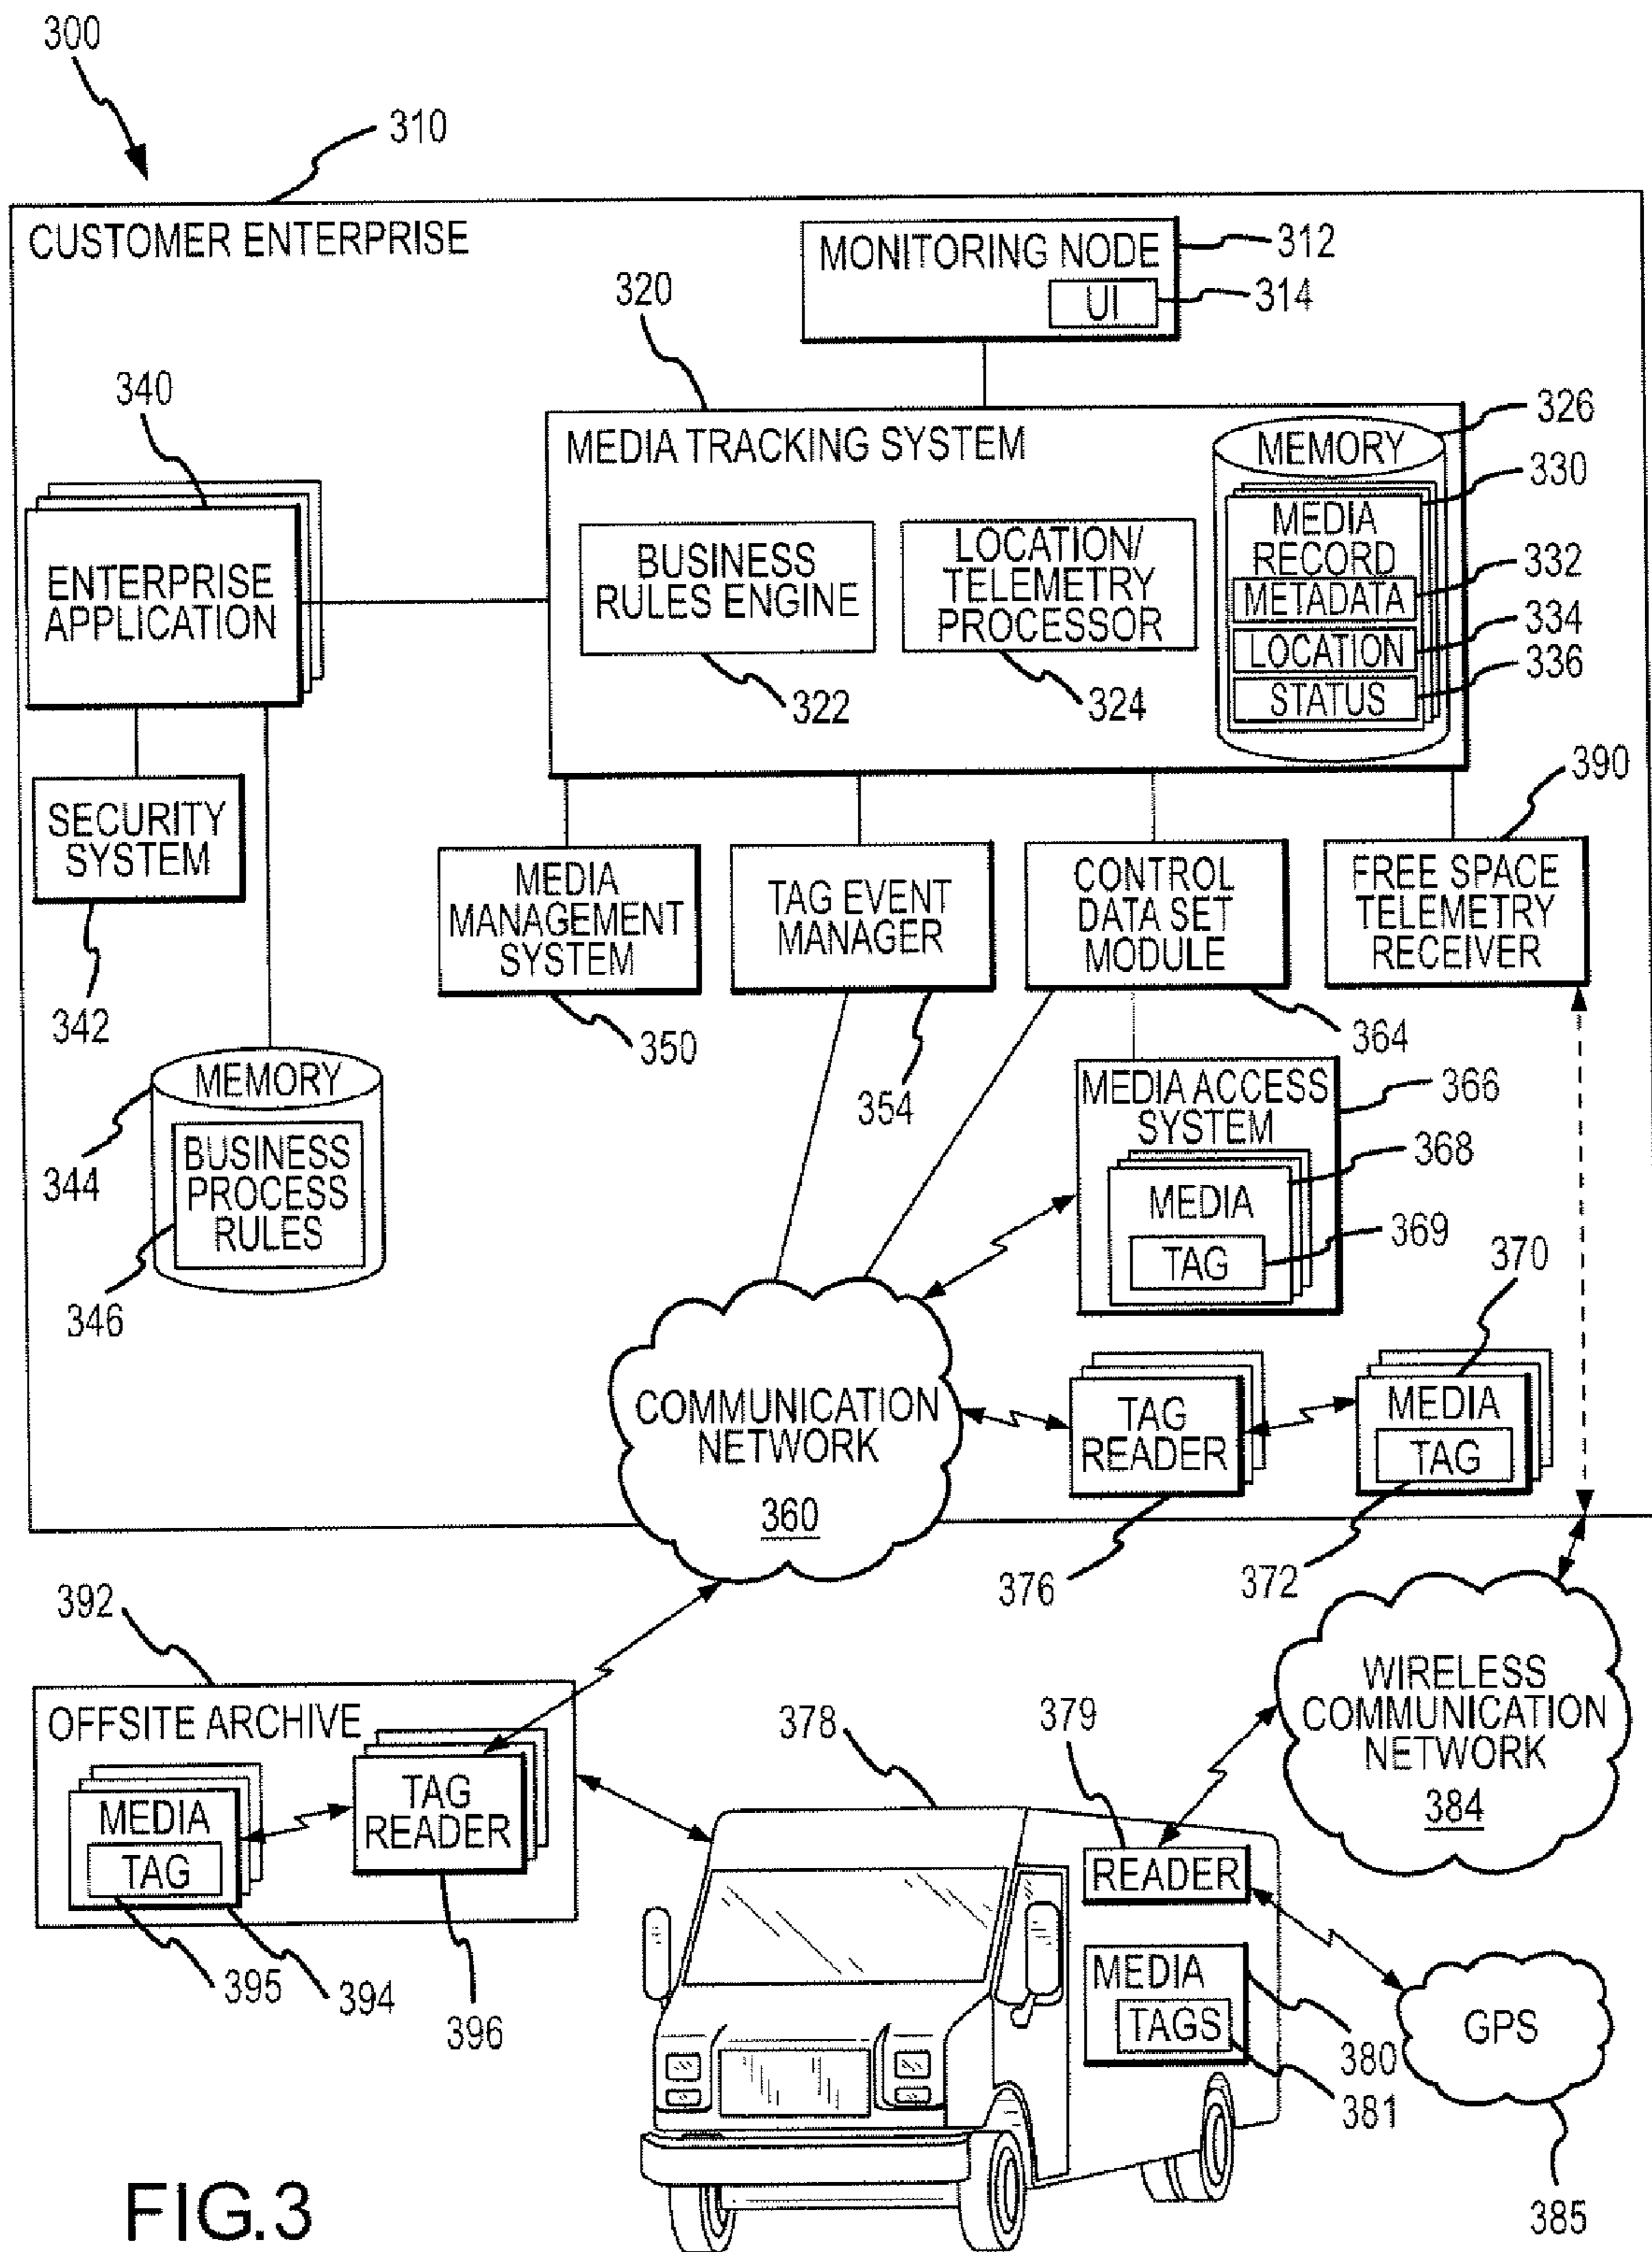 300
310
CUSTOMER ENTERPRISE
MONITORING NODE
312
UI
314
320
340
326
MEDIA TRACKING SYSTEM
MEMORY
330
MEDIA
RECORD
332
METADATA
334
LOCATION
336
STATUS
BUSINESS
RULES ENGINE
322
LOCATION/
TELEMETRY
PROCESSOR
324
ENTERPRISE
APPLICATION
SECURITY
SYSTEM
342
390
MEDIA
MANAGEMENT
SYSTEM
350
TAG EVENT
MANAGER
354
CONTROL
DATA SET
MODULE
364
FREE SPACE
TELEMETRY
RECEIVER
MEMORY
344
BUSINESS
PROCESS
RULES
346
MEDIA ACCESS
SYSTEM
366
368
MEDIA
369
TAG
370
COMMUNICATION
NETWORK
360
TAG
READER
376
MEDIA
TAG
372
392
OFFSITE ARCHIVE
MEDIA
TAG
395
394
TAG
READER
396
378
379
READER
WIRELESS
COMMUNICATION
NETWORK
384
MEDIA
TAGS
380
381
GPS
385
FIG.3